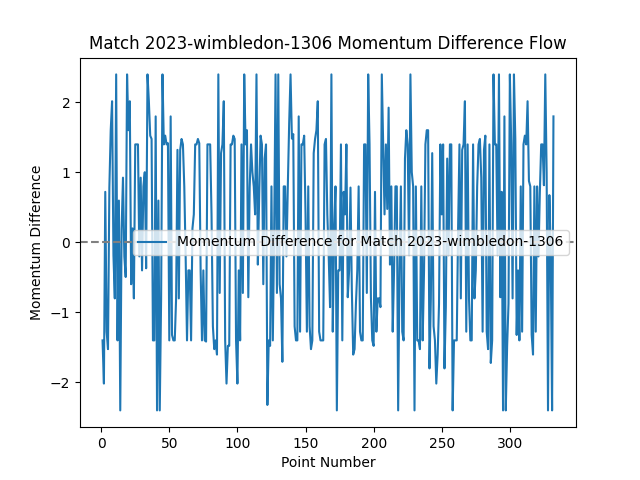 Match 2023-wimbledon-1306 Momentum Difference Flow
Momentum Difference
2
1
0
−1
−2
Momentum Difference for Match 2023-wimbledon-1306
0 50 100 150 200 250 300
Point Number